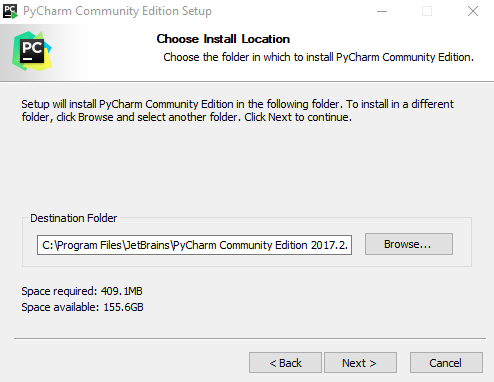 PyCharm Community Edition Setup
PC
Choose Install Location
Choose the folder in which to install PyCharm Community Edition.
Setup will install PyCharm Community Edition in the following folder. To install in a different
folder, click Browse and select another folder. Click Next to continue.
Destination Folder
C:\Program Files\JetBrains\PyCharm Community Edition 2017.2.
Browse...
Space required: 409.1MB
Space available: 155.6GB
< Back
Next >
Cancel